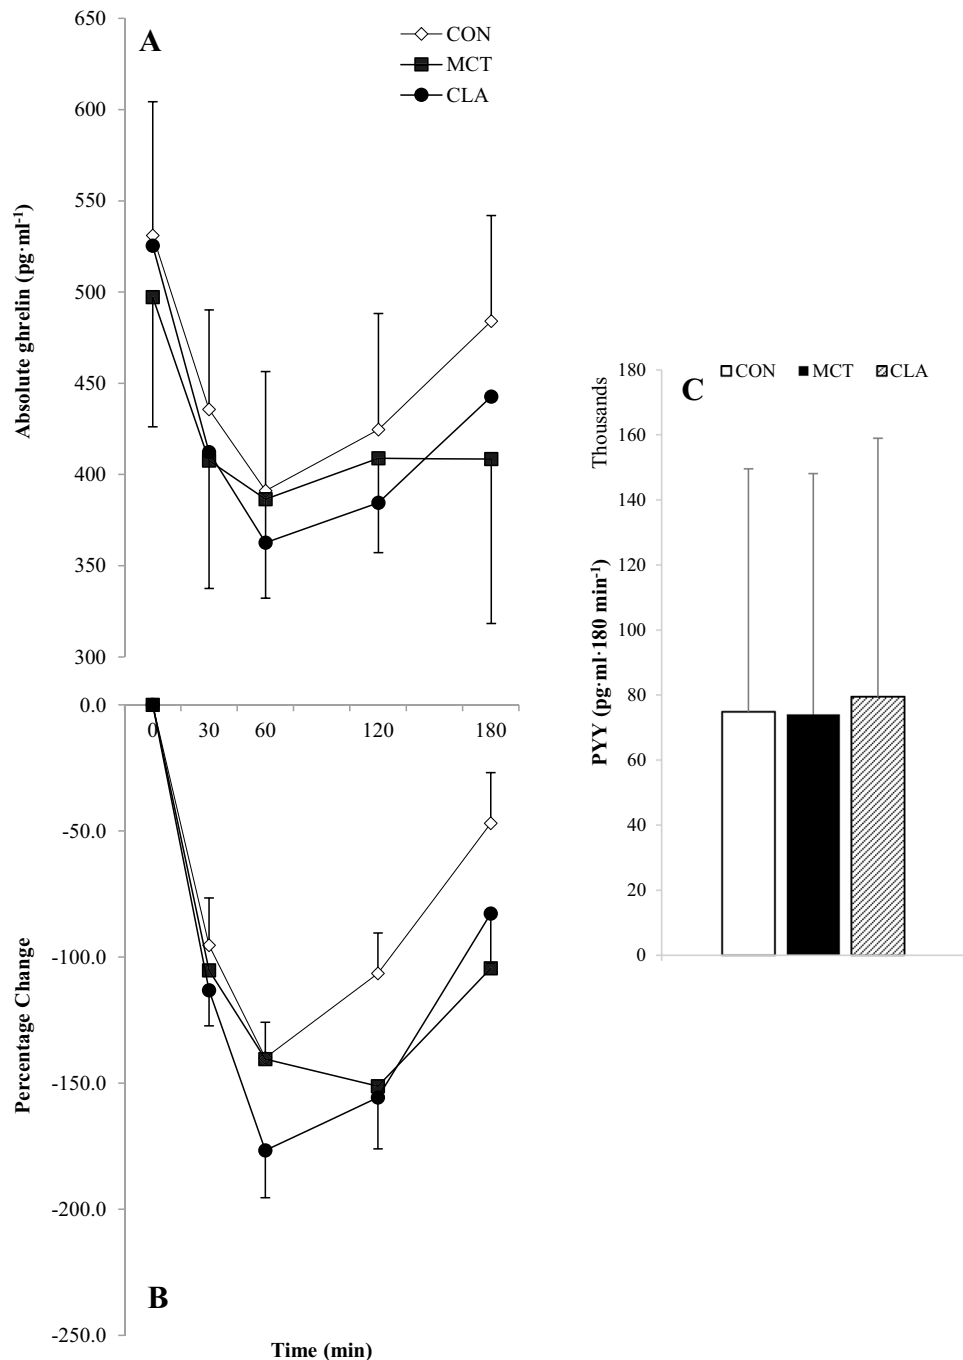 A
CON
MCT
CLA
650
600
550
500
450
400
350
300
Absolute ghrelin (pg·ml⁻¹)
0.0
-50.0
-100.0
-150.0
-200.0
-250.0
0 30 60 120 180
Percentage Change
B
Time (min)
C
CON MCT CLA
Thousands
180
160
140
120
100
80
60
40
20
0
PYY (pg·ml·180 min⁻¹)